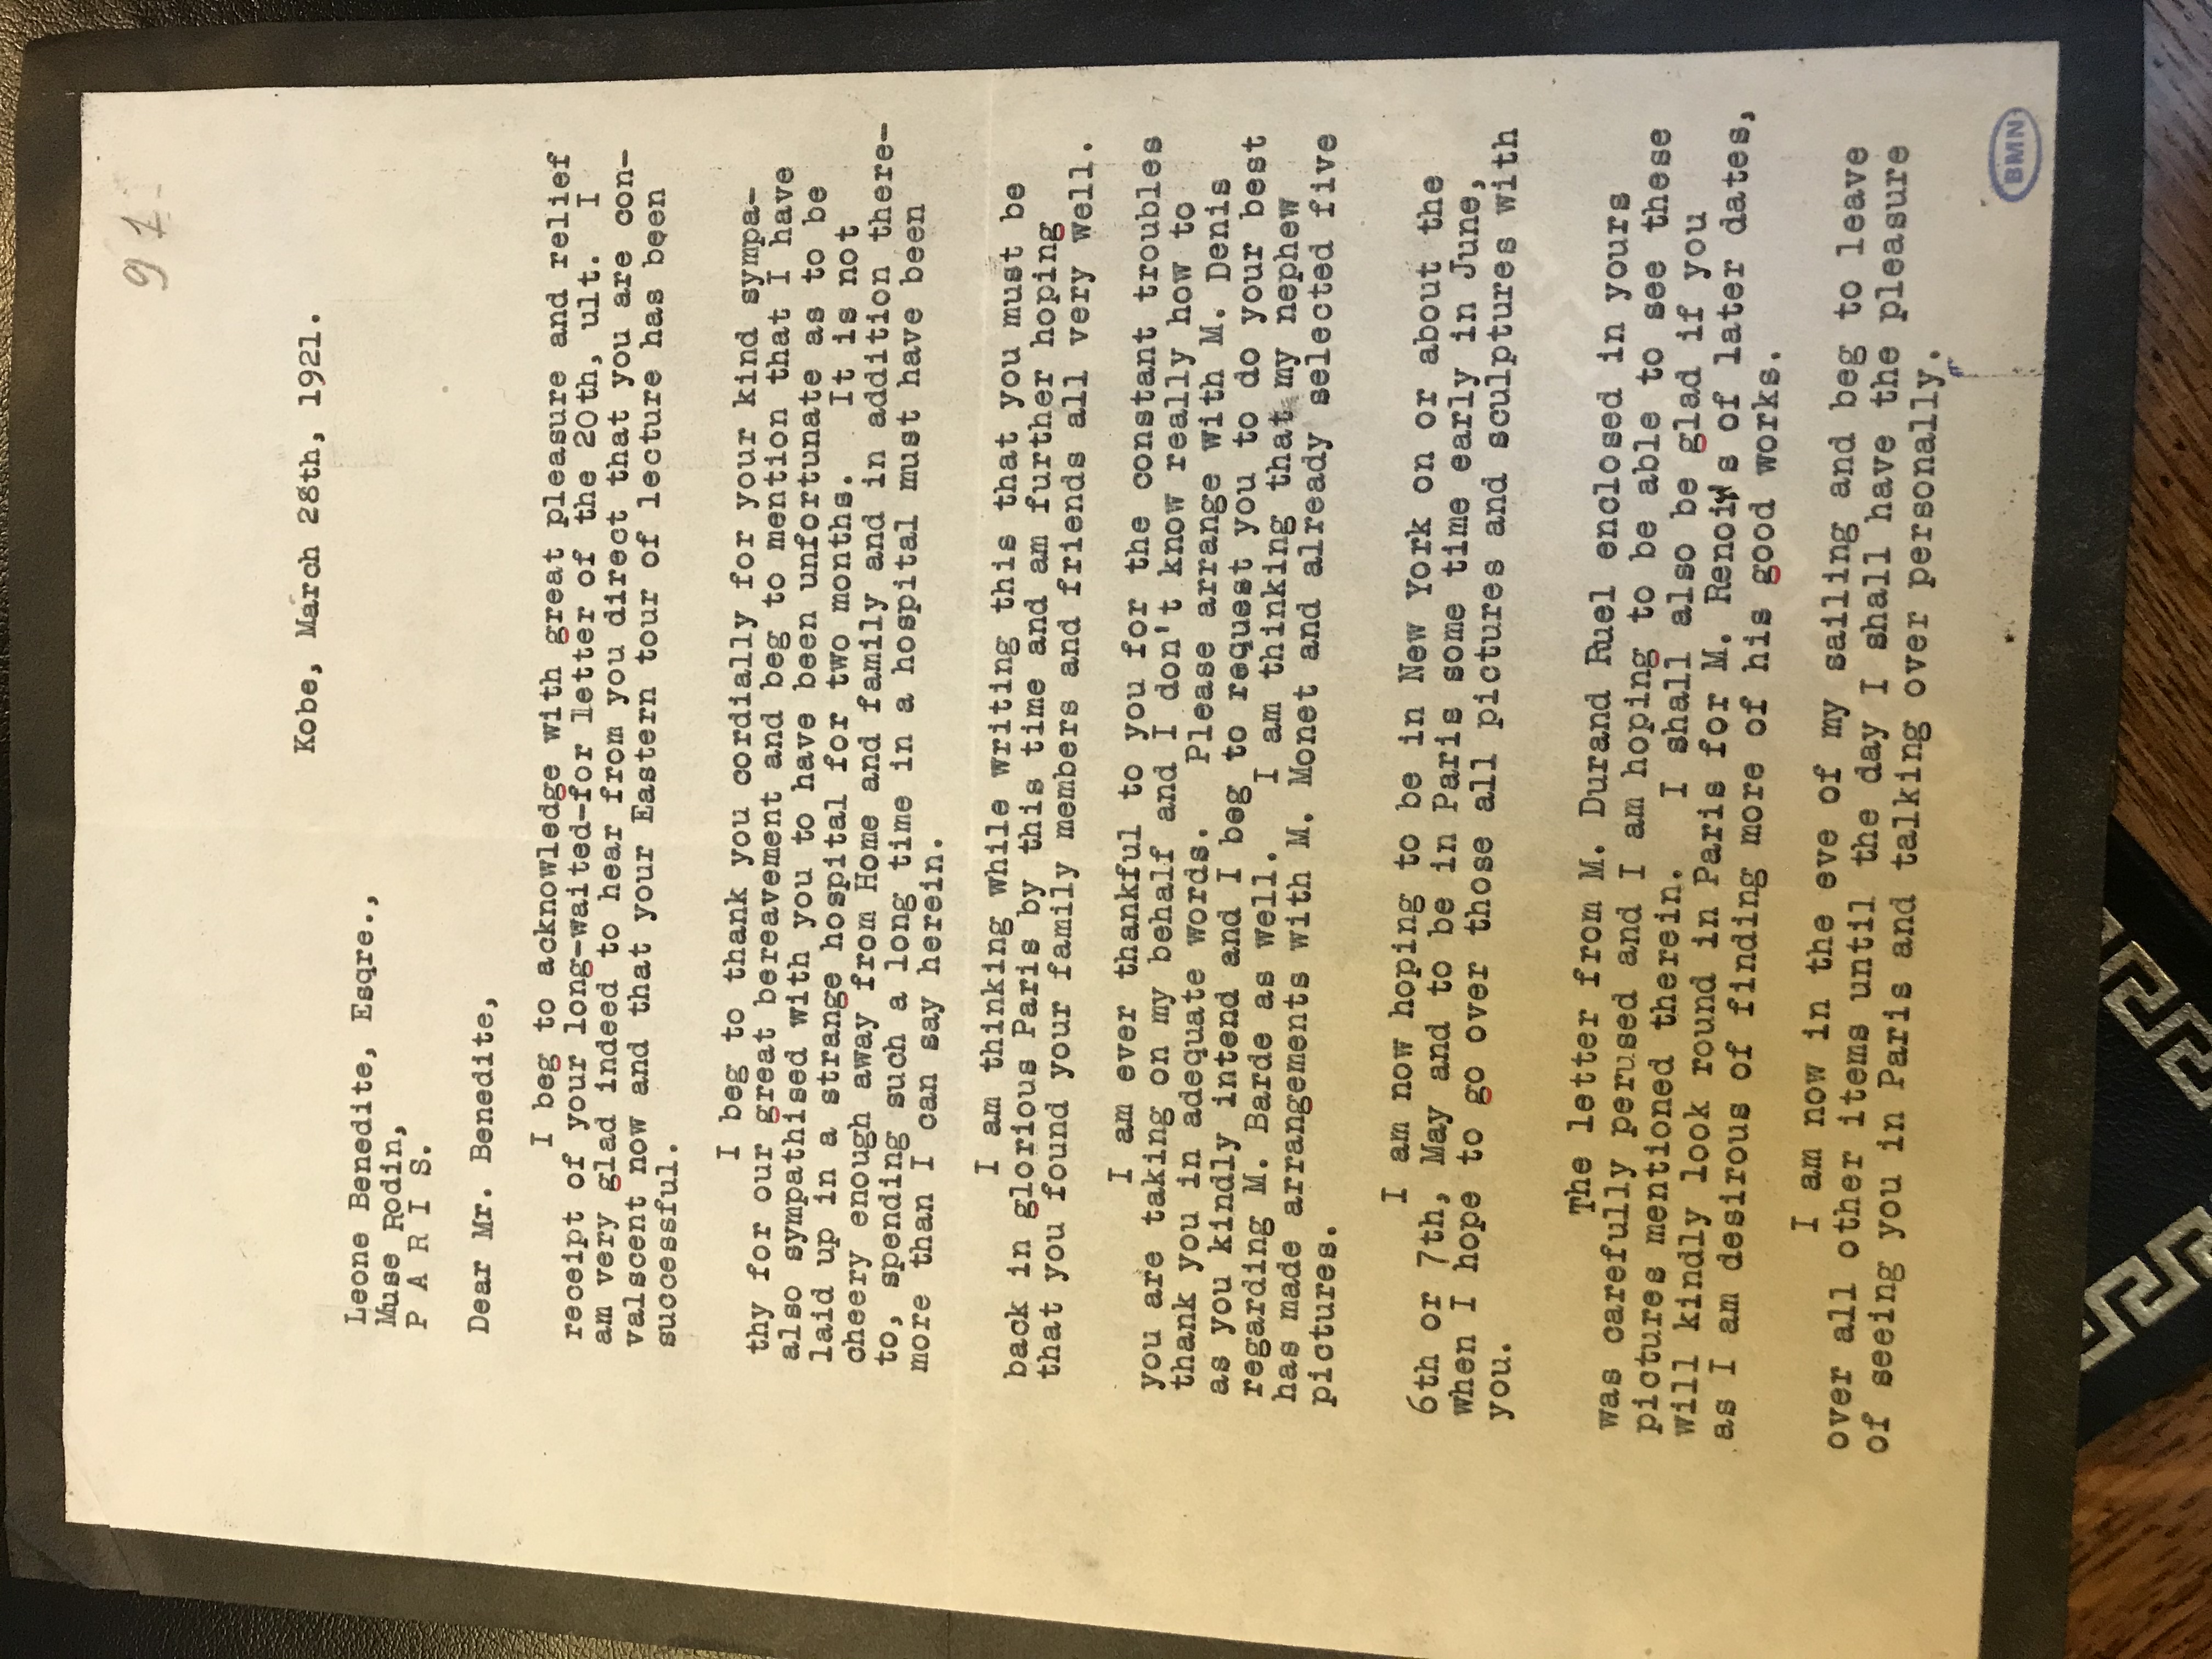 91
Kobe, March 28th, 1921.
Leone Benedite, Esqre.,
Muse Rodin,
P A R I S.
Dear Mr. Benedite,
I beg to acknowledge with great pleasure and relief
receipt of your long-waited-for letter of the 20th, ult. I
am very glad indeed to hear from you direct that you are con-
valscent now and that your Eastern tour of lecture has been
successful.
I beg to thank you cordially for your kind sympa-
thy for our great bereavement and beg to mention that I have
also sympathised with you to have been unfortunate as to be
laid up in a strange hospital for two months. It is not
cheery enough away from Home and family and in addition there-
to, spending such a long time in a hospital must have been
more than I can say herein.
I am thinking while writing this that you must be
back in glorious Paris by this time and am further hoping
that you found your family members and friends all very well.
I am ever thankful to you for the constant troubles
you are taking on my behalf and I don't know really how to
thank you in adequate words. Please arrange with M. Denis
as you kindly intend and I beg to request you to do your best
regarding M. Barde as well. I am thinking that my nephew
has made arrangements with M. Monet and already selected five
pictures.
I am now hoping to be in New York on or about the
6th or 7th, May and to be in Paris some time early in June,
when I hope to go over those all pictures and sculptures with
you.
The letter from M. Durand Ruel enclosed in yours
was carefully perused and I am hoping to be able to see these
pictures mentioned therein. I shall also be glad if you
will kindly look round in Paris for M. Renoir's of later dates,
as I am desirous of finding more of his good works.
I am now in the eve of my sailing and beg to leave
over all other items until the day I shall have the pleasure
of seeing you in Paris and talking over personally.
BMN